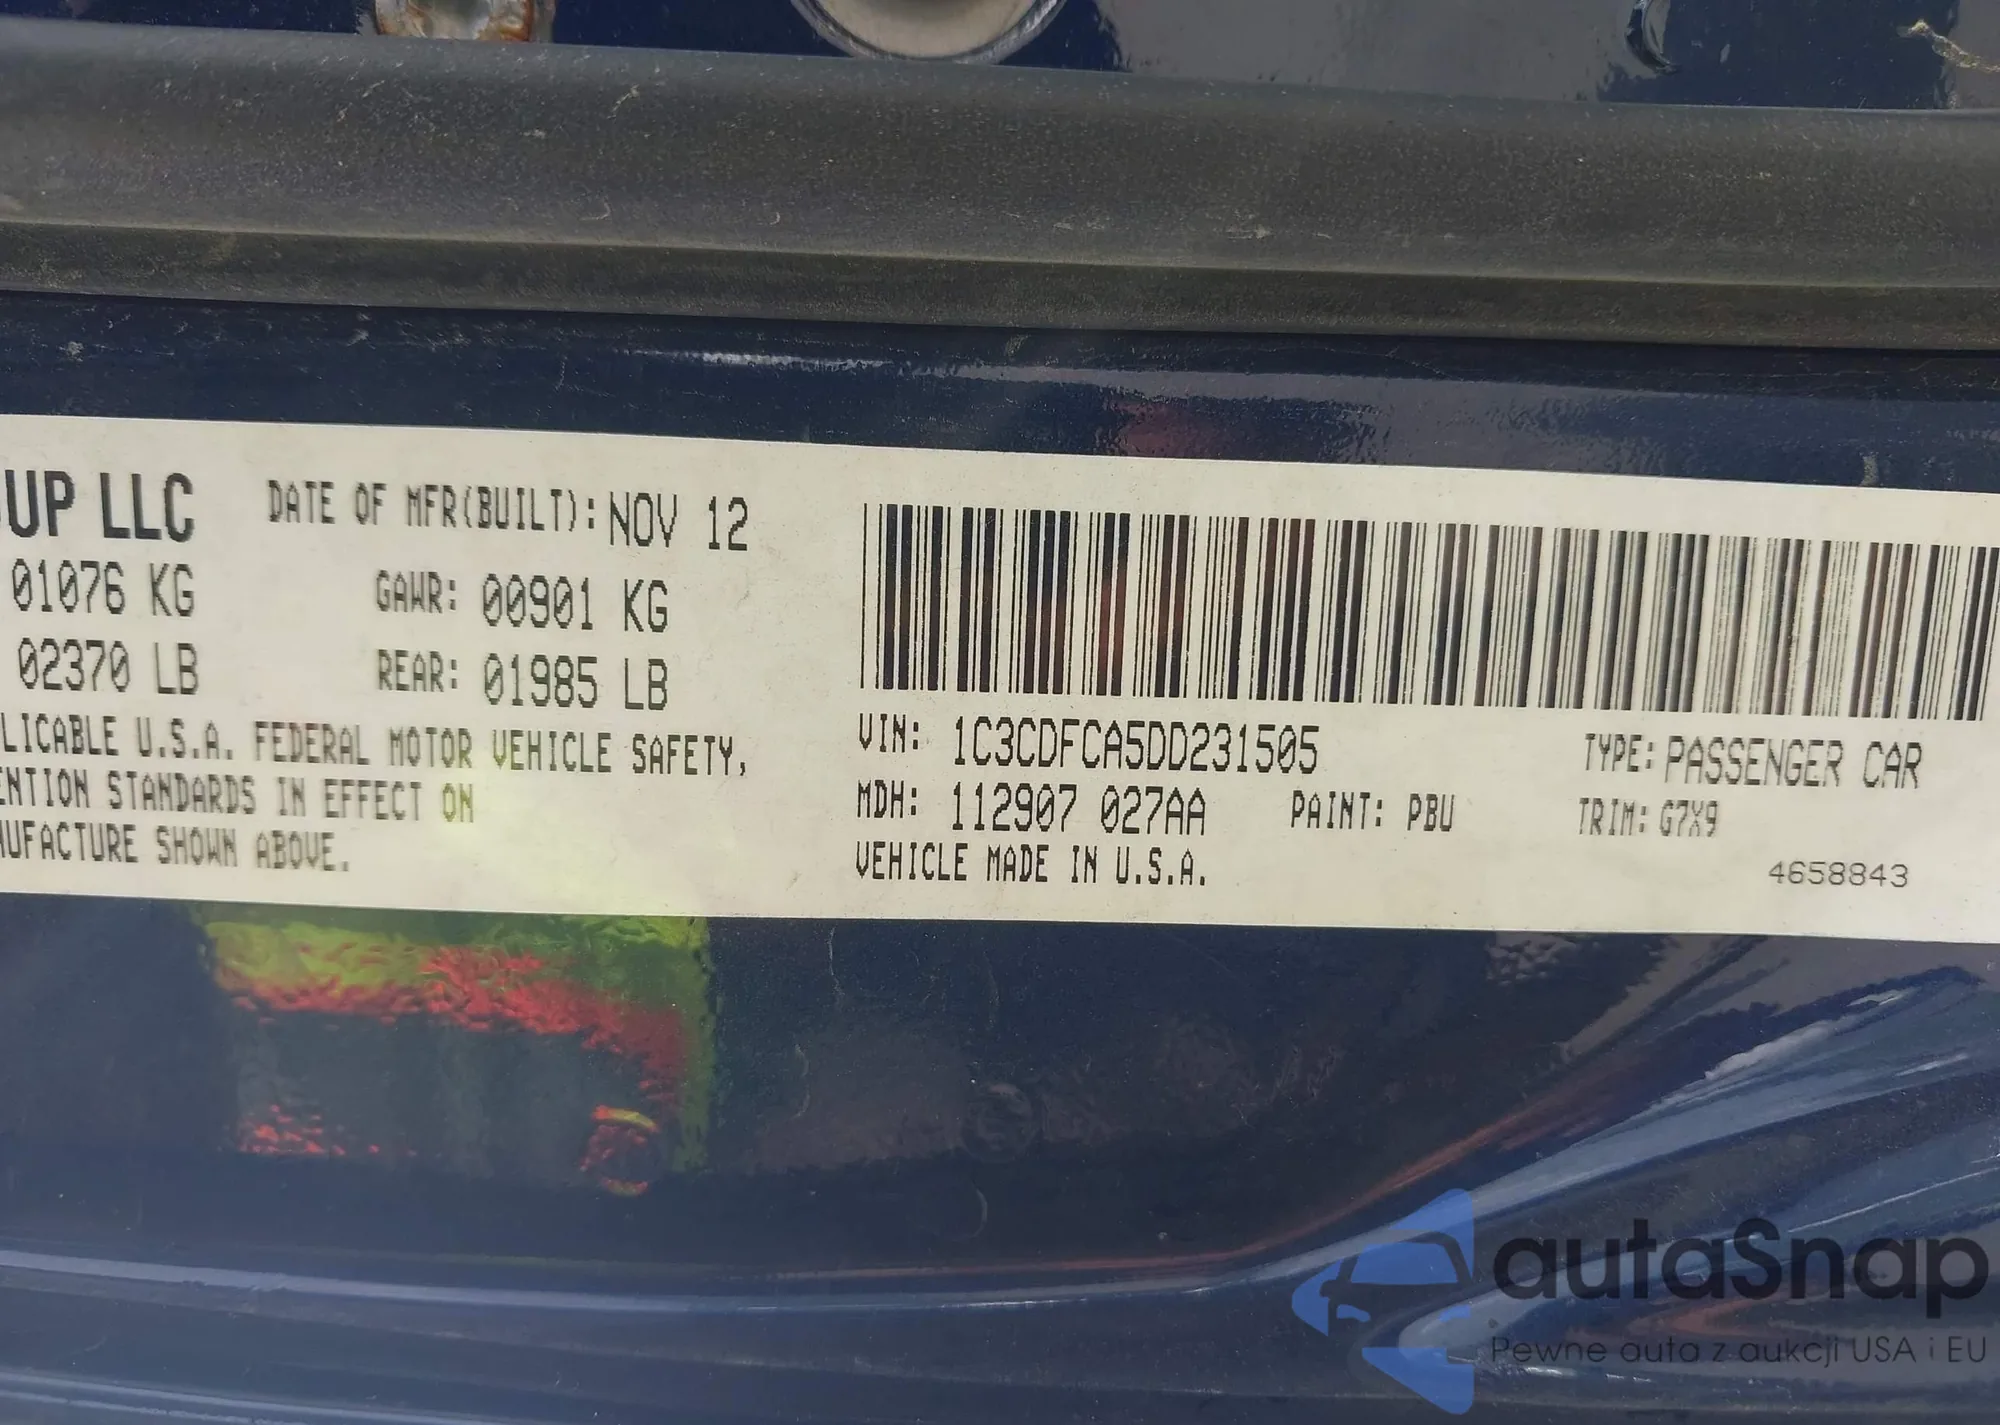 UP LLC DATE OF MFR(BUILT): NOV 12
01076 KG GAWR: 00901 KG
02370 LB REAR: 01985 LB
LICABLE U.S.A. FEDERAL MOTOR VEHICLE SAFETY,
ENTION STANDARDS IN EFFECT ON
NUFACTURE SHOWN ABOVE.
VIN: 1C3CDFCA5DD231505 TYPE: PASSENGER CAR
MDH: 112907 027AA PAINT: PBU TRIM: G7X9
VEHICLE MADE IN U.S.A. 4658843
autaSnap
Pewne auta z aukcji USA i EU